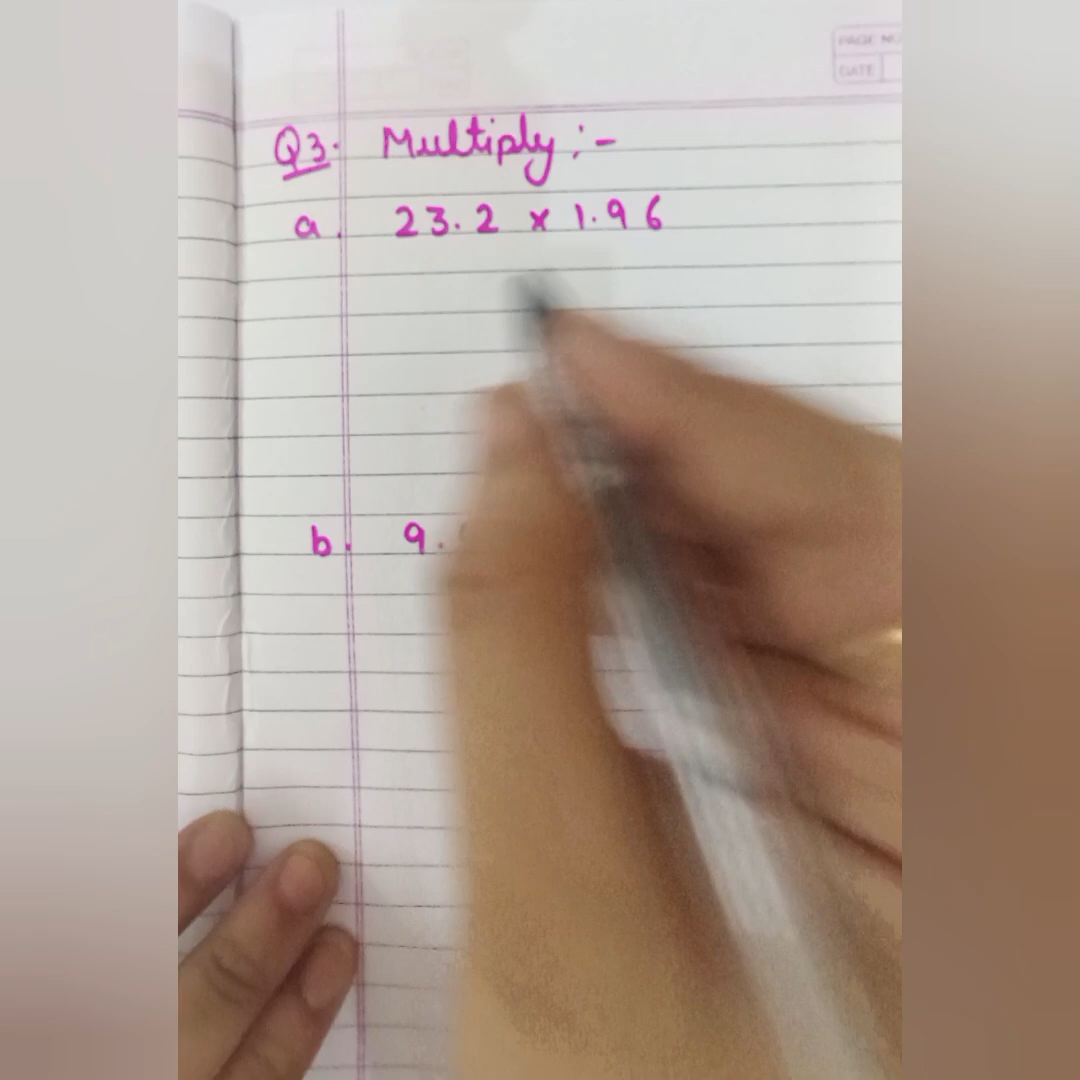 PAGE NO
DATE
Q3. Multiply :-
a. 23.2 x 1.96
b. 9.